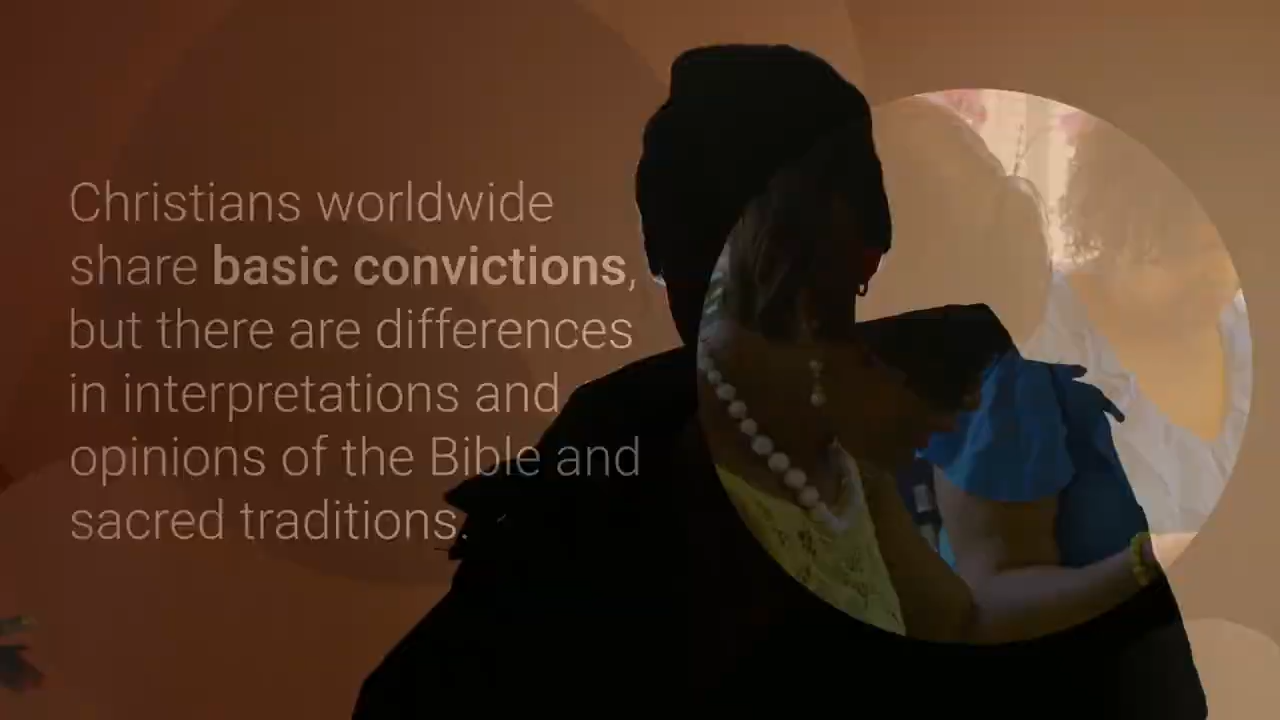 Christians worldwide
share basic convictions,
but there are differences
in interpretations and
opinions of the Bible and
sacred traditions.